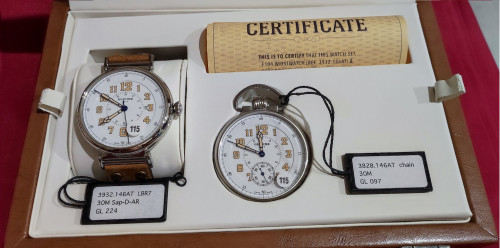 CERTIFICATE
THIS IS TO CERTIFY THAT THIS WATCH SET,
115
115
3932.146AT LBR7
30M Sap-D-AR
GL 224
3828.146AT chain
30M
GL 097